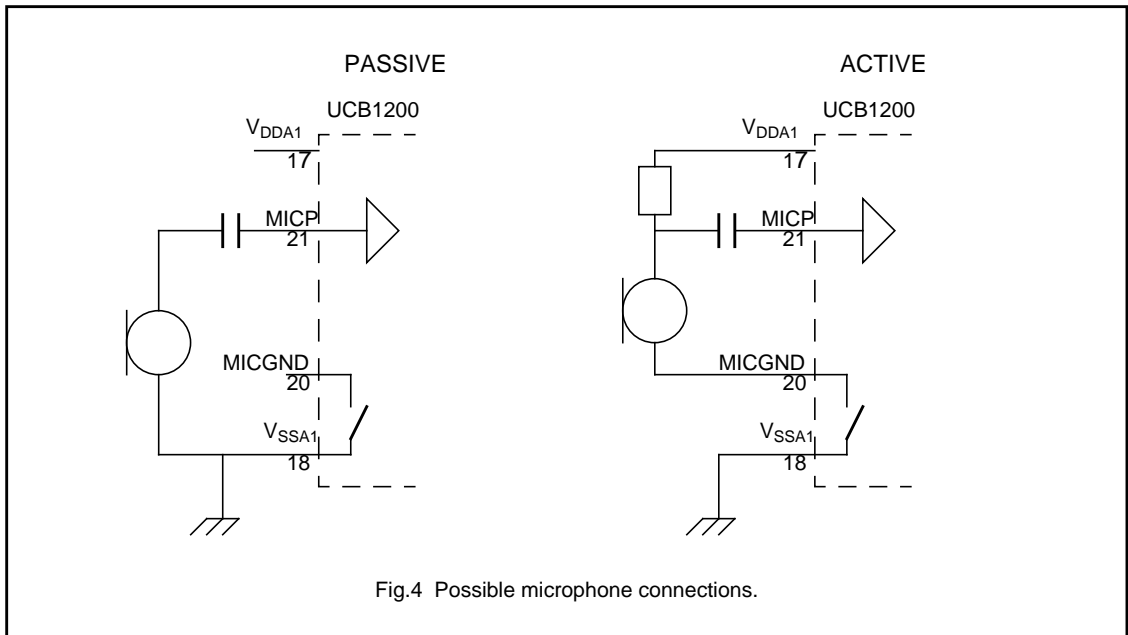 PASSIVE
UCB1200
VDDA1
17
MICP
21
MICGND
20
VSSA1
18
ACTIVE
UCB1200
VDDA1
17
MICP
21
MICGND
20
VSSA1
18
Fig.4 Possible microphone connections.